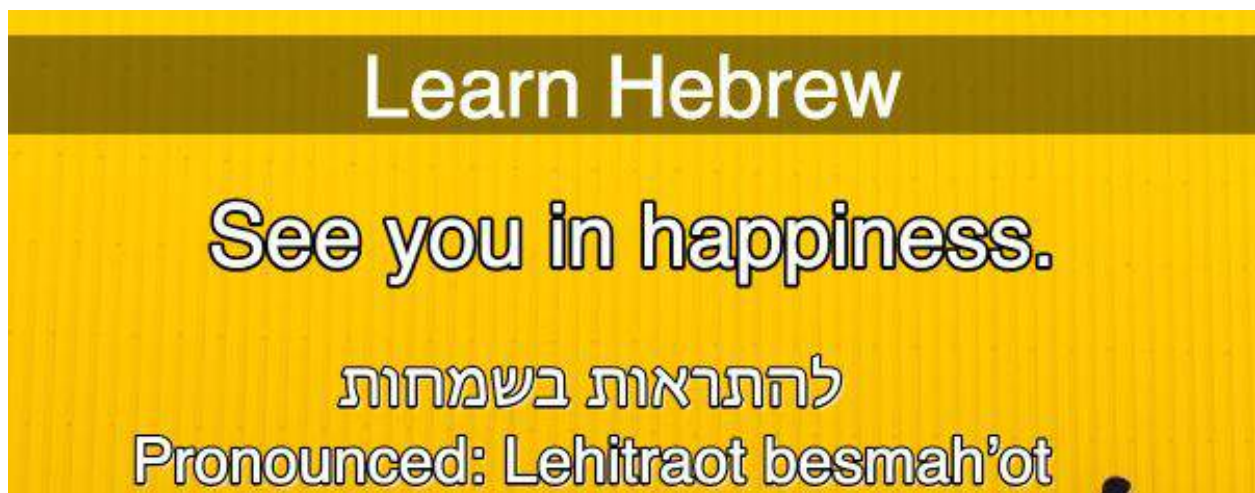 Learn Hebrew
See you in happiness.
להתראות בשמחות
Pronounced: Lehitraot besmah'ot